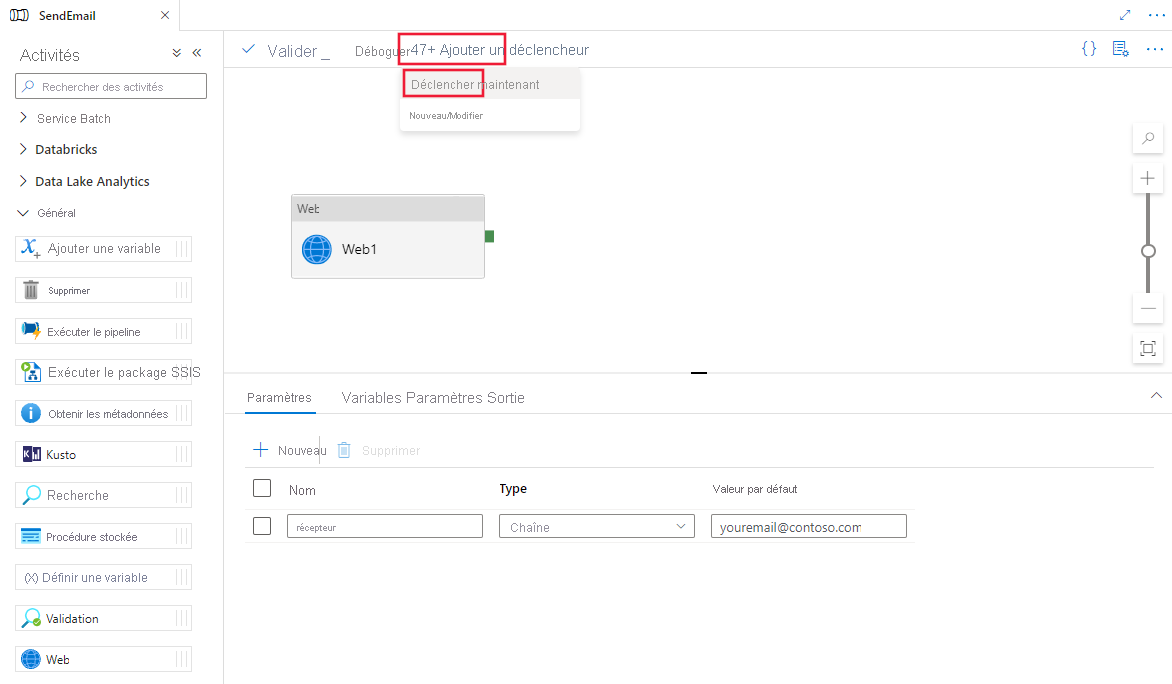 SendEmail
Activités
Rechercher des activités
Service Batch
Databricks
Data Lake Analytics
Général
Ajouter une variable
Supprimer
Exécuter le pipeline
Exécuter le package SSIS
Obtenir les métadonnées
Kusto
Recherche
Procédure stockée
(X) Définir une variable
Validation
Web
Valider _ Déboguer 47+ Ajouter un déclencheur
Déclencher maintenant
Nouveau/Modifier
Web
Web1
Paramètres Variables Paramètres Sortie
Nouveau Supprimer
Nom Type Valeur par défaut
récepteur Chaîne youremail@contoso.com